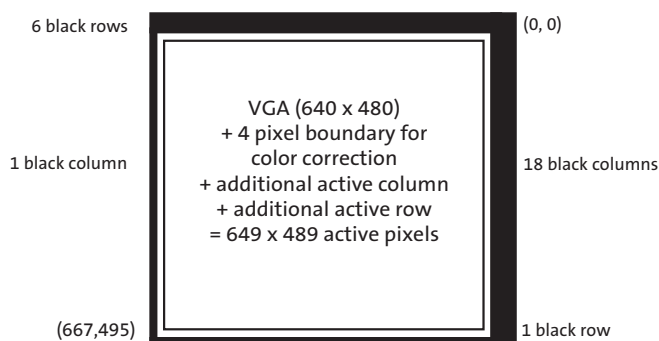 6 black rows
(0, 0)
VGA (640 x 480)
+ 4 pixel boundary for
color correction
+ additional active column
+ additional active row
= 649 x 489 active pixels
1 black column
18 black columns
(667,495)
1 black row